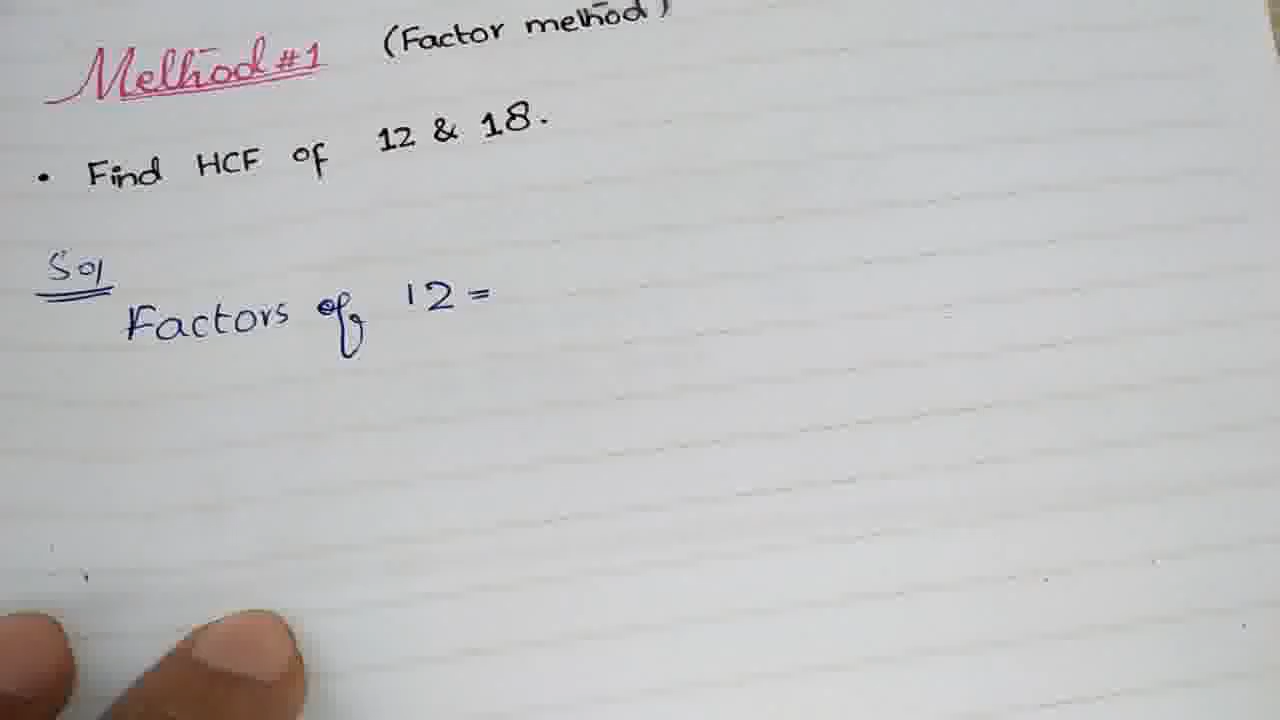 Method #1 (Factor method)
• Find HCF of 12 & 18.
Sol
Factors of 12 =